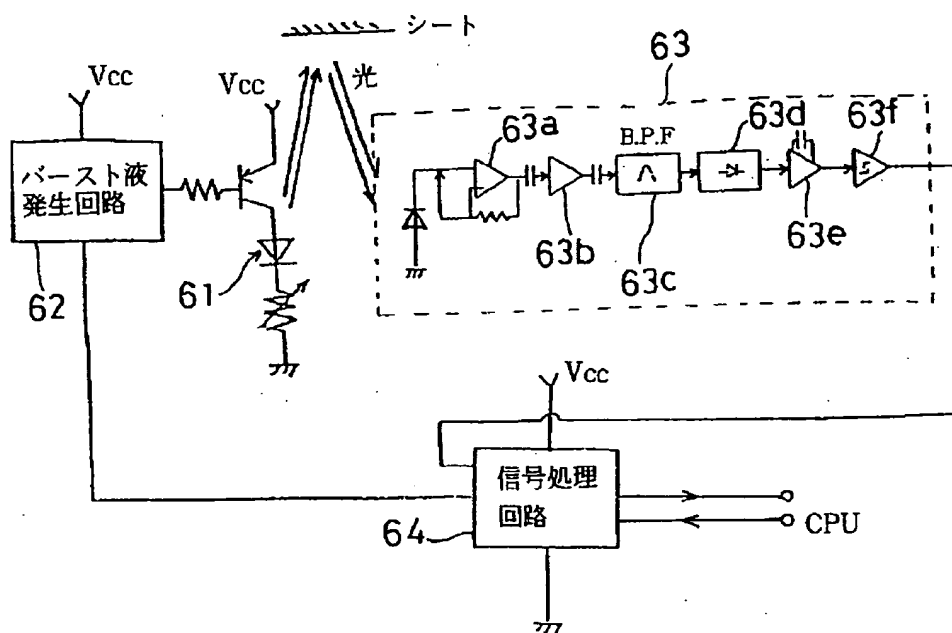 シート
Vcc
Vcc
光
63
63a
B.P.F
63d
63f
バースト液
発生回路
63b
63c
63e
62
61
Vcc
信号処理
回路
64
CPU